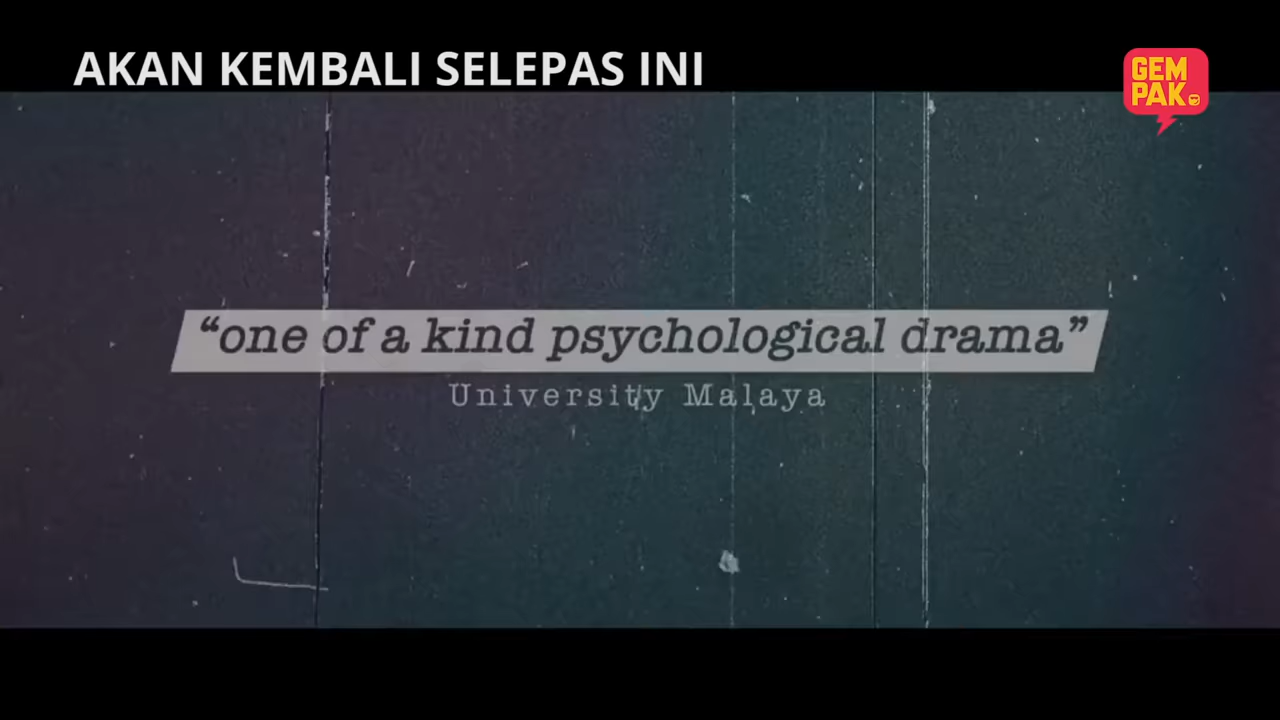 AKAN KEMBALI SELEPAS INI
GEM
PAK
“one of a kind psychological drama”
University Malaya